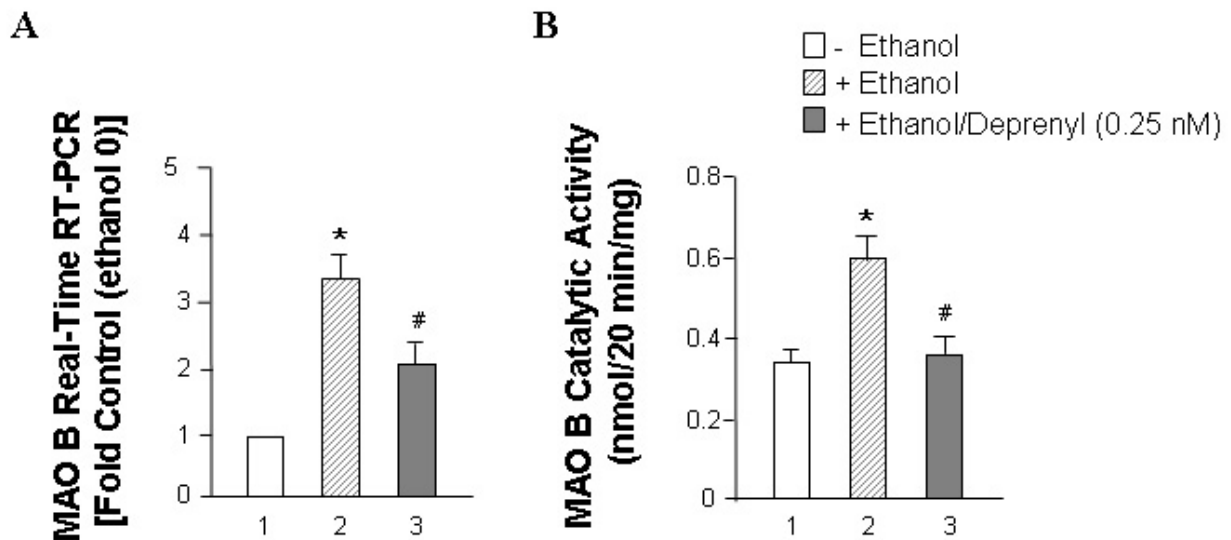 A
MAO B Real-Time RT-PCR
[Fold Control (ethanol 0)]
5
4
3
2
1
0
*
#
1 2 3
B
- Ethanol
+ Ethanol
+ Ethanol/Deprenyl (0.25 nM)
MAO B Catalytic Activity
(nmol/20 min/mg)
0.8
0.6
0.4
0.2
0
*
#
1 2 3